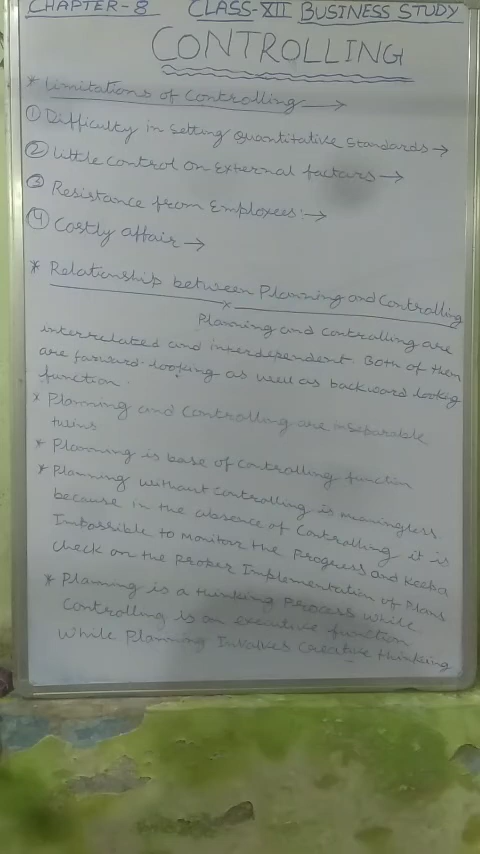 CHAPTER-8 CLASS-XII BUSINESS STUDY
CONTROLLING
* Limitations of Controlling →
① Difficulty in setting quantitative standards →
② Little control on External factors →
③ Resistance from Employees :→
④ Costly affair →
* Relationship between Planning and Controlling
Planning and Controlling are
interrelated and interdependent. Both of them
are forward-looking as well as backward looking
function.
* Planning and Controlling are inseparable
twins
* Planning is base of controlling function
* Planning without controlling is meaningless
because in the absence of Controlling it is
Impossible to monitor the progress and keep a
check on the proper Implementation of Plans
* Planning is a thinking process while
Controlling is an executive function
While Planning Involves Creative thinking